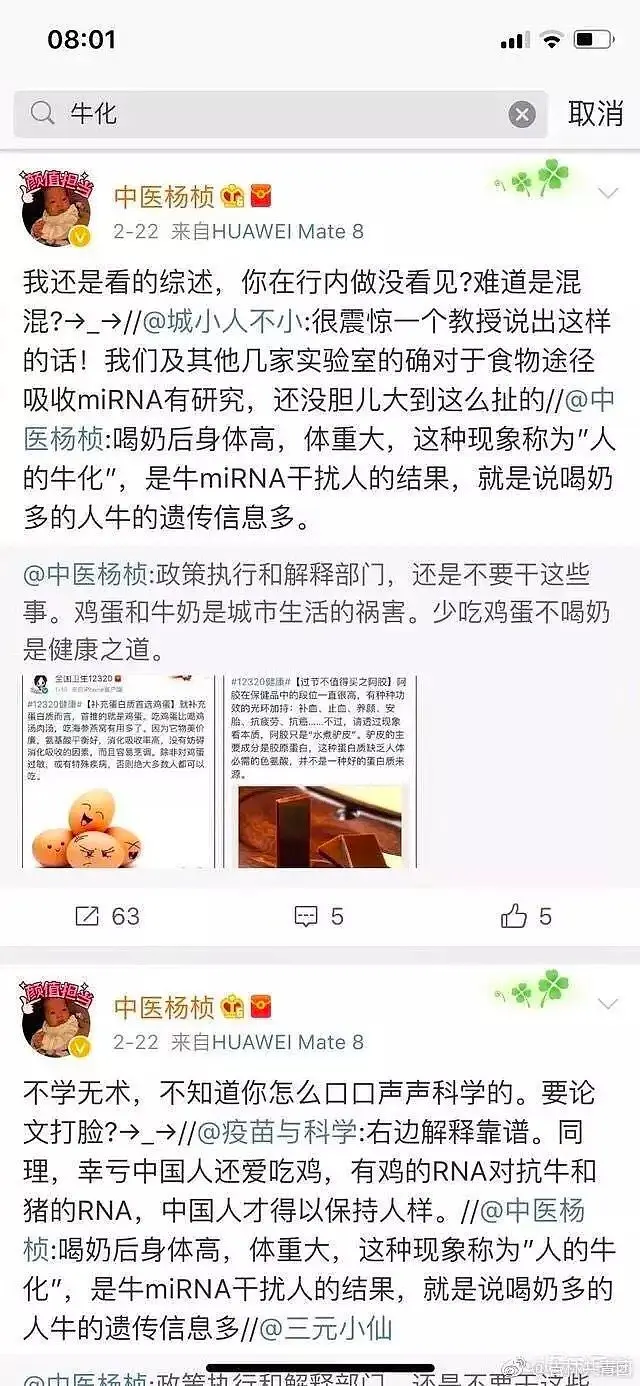 08:01
牛化
取消
颜值担当
中医杨桢
2-22 来自HUAWEI Mate 8
我还是看的综述，你在行内做没看见?难道是混
混?→_→//@城小人不小:很震惊一个教授说出这样
的话！我们及其他几家实验室的确对于食物途径
吸收miRNA有研究，还没胆儿大到这么扯的//@中
医杨桢:喝奶后身体高，体重大，这种现象称为"人
的牛化"，是牛miRNA干扰人的结果，就是说喝奶
多的人牛的遗传信息多。
@中医杨桢:政策执行和解释部门，还是不要干这些
事。鸡蛋和牛奶是城市生活的祸害。少吃鸡蛋不喝奶
是健康之道。
全国卫生12320
#12320健康#【补充蛋白质首选鸡蛋】就补充
蛋白质而言，首推的就是鸡蛋，吃鸡蛋比喝鸡
汤肉汤，吃海参燕窝有用多了。因为它物美价
廉，氨基酸平衡好，消化吸收率高，没有妨碍
消化吸收的因素，而且容易烹调。除非对鸡蛋
过敏，或有特殊疾病，否则绝大多数人都可以
吃。
#12320健康#【过节不值得买之阿胶】阿
胶在保健品中的段位一直很高，有种种功
效的光环加持：补血、止血、养颜、安
胎、抗疲劳、抗癌……不过，请透过现象
看本质，阿胶只是“水煮驴皮”。驴皮的主
要成分是胶原蛋白，这种蛋白质缺乏人体
必需的色氨酸，并不是一种好的蛋白质来
源。
63
5
5
颜值担当
中医杨桢
2-22 来自HUAWEI Mate 8
不学无术，不知道你怎么口口声声科学的。要论
文打脸?→_→//@疫苗与科学:右边解释靠谱。同
理，幸亏中国人还爱吃鸡，有鸡的RNA对抗牛和
猪的RNA，中国人才得以保持人样。//@中医杨
桢:喝奶后身体高，体重大，这种现象称为"人的牛
化"，是牛miRNA干扰人的结果，就是说喝奶多的
人牛的遗传信息多//@三元小仙
@中医杨桢:政策执行和解释部门，还是不要干这些
@吉林共青团